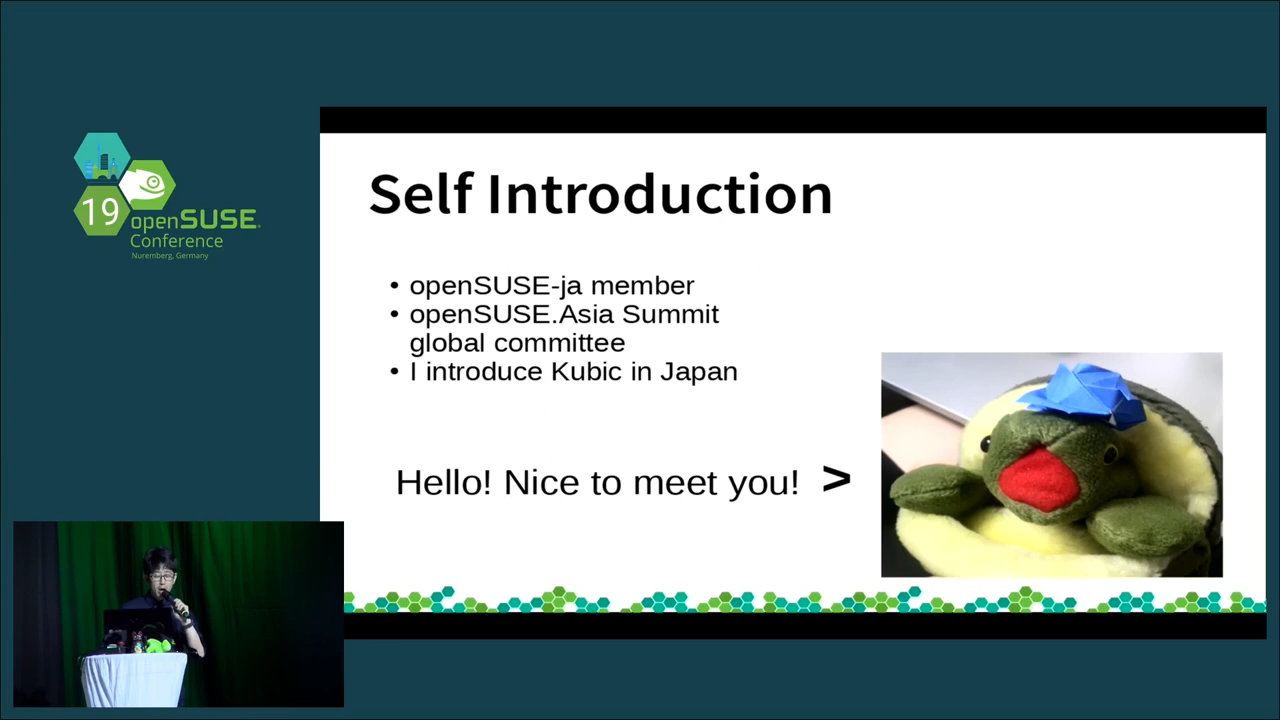 19
openSUSE.
Conference
Nuremberg, Germany
Self Introduction
• openSUSE-ja member
• openSUSE.Asia Summit
global committee
• I introduce Kubic in Japan
Hello! Nice to meet you! >